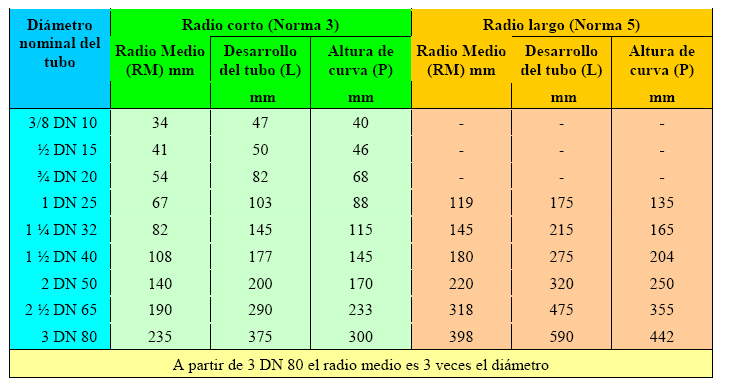 Diámetro nominal del tubo | Radio corto (Norma 3) | Radio largo (Norma 5)
Radio Medio (RM) mm | Desarrollo del tubo (L) mm | Altura de curva (P) mm | Radio Medio (RM) mm | Desarrollo del tubo (L) mm | Altura de curva (P) mm
3/8 DN 10 | 34 | 47 | 40 | - | - | -
½ DN 15 | 41 | 50 | 46 | - | - | -
¾ DN 20 | 54 | 82 | 68 | - | - | -
1 DN 25 | 67 | 103 | 88 | 119 | 175 | 135
1 ¼ DN 32 | 82 | 145 | 115 | 145 | 215 | 165
1 ½ DN 40 | 108 | 177 | 145 | 180 | 275 | 204
2 DN 50 | 140 | 200 | 170 | 220 | 320 | 250
2 ½ DN 65 | 190 | 290 | 233 | 318 | 475 | 355
3 DN 80 | 235 | 375 | 300 | 398 | 590 | 442
A partir de 3 DN 80 el radio medio es 3 veces el diámetro